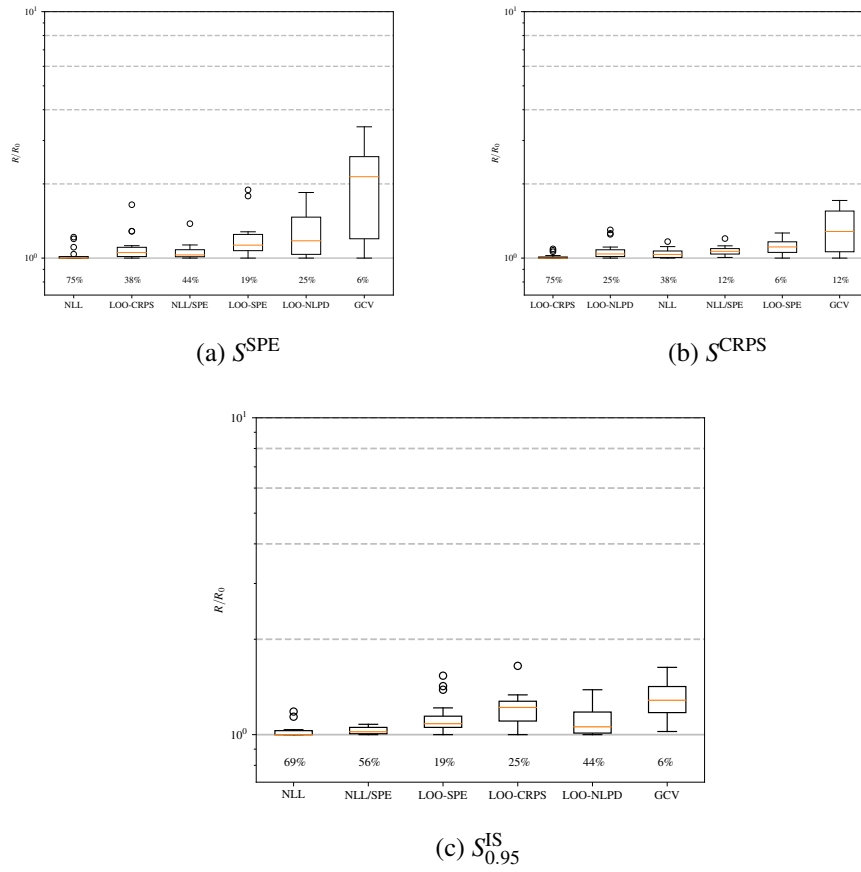 10¹
10¹
R/R₀
R/R₀
10⁰
10⁰
75% 38% 44% 19% 25% 6%
75% 25% 38% 12% 6% 12%
NLL LOO-CRPS NLL/SPE LOO-SPE LOO-NLPD GCV
LOO-CRPS LOO-NLPD NLL NLL/SPE LOO-SPE GCV
(a) S^SPE
(b) S^CRPS
10¹
R/R₀
10⁰
69% 56% 19% 25% 44% 6%
NLL NLL/SPE LOO-SPE LOO-CRPS LOO-NLPD GCV
(c) S^IS_0.95